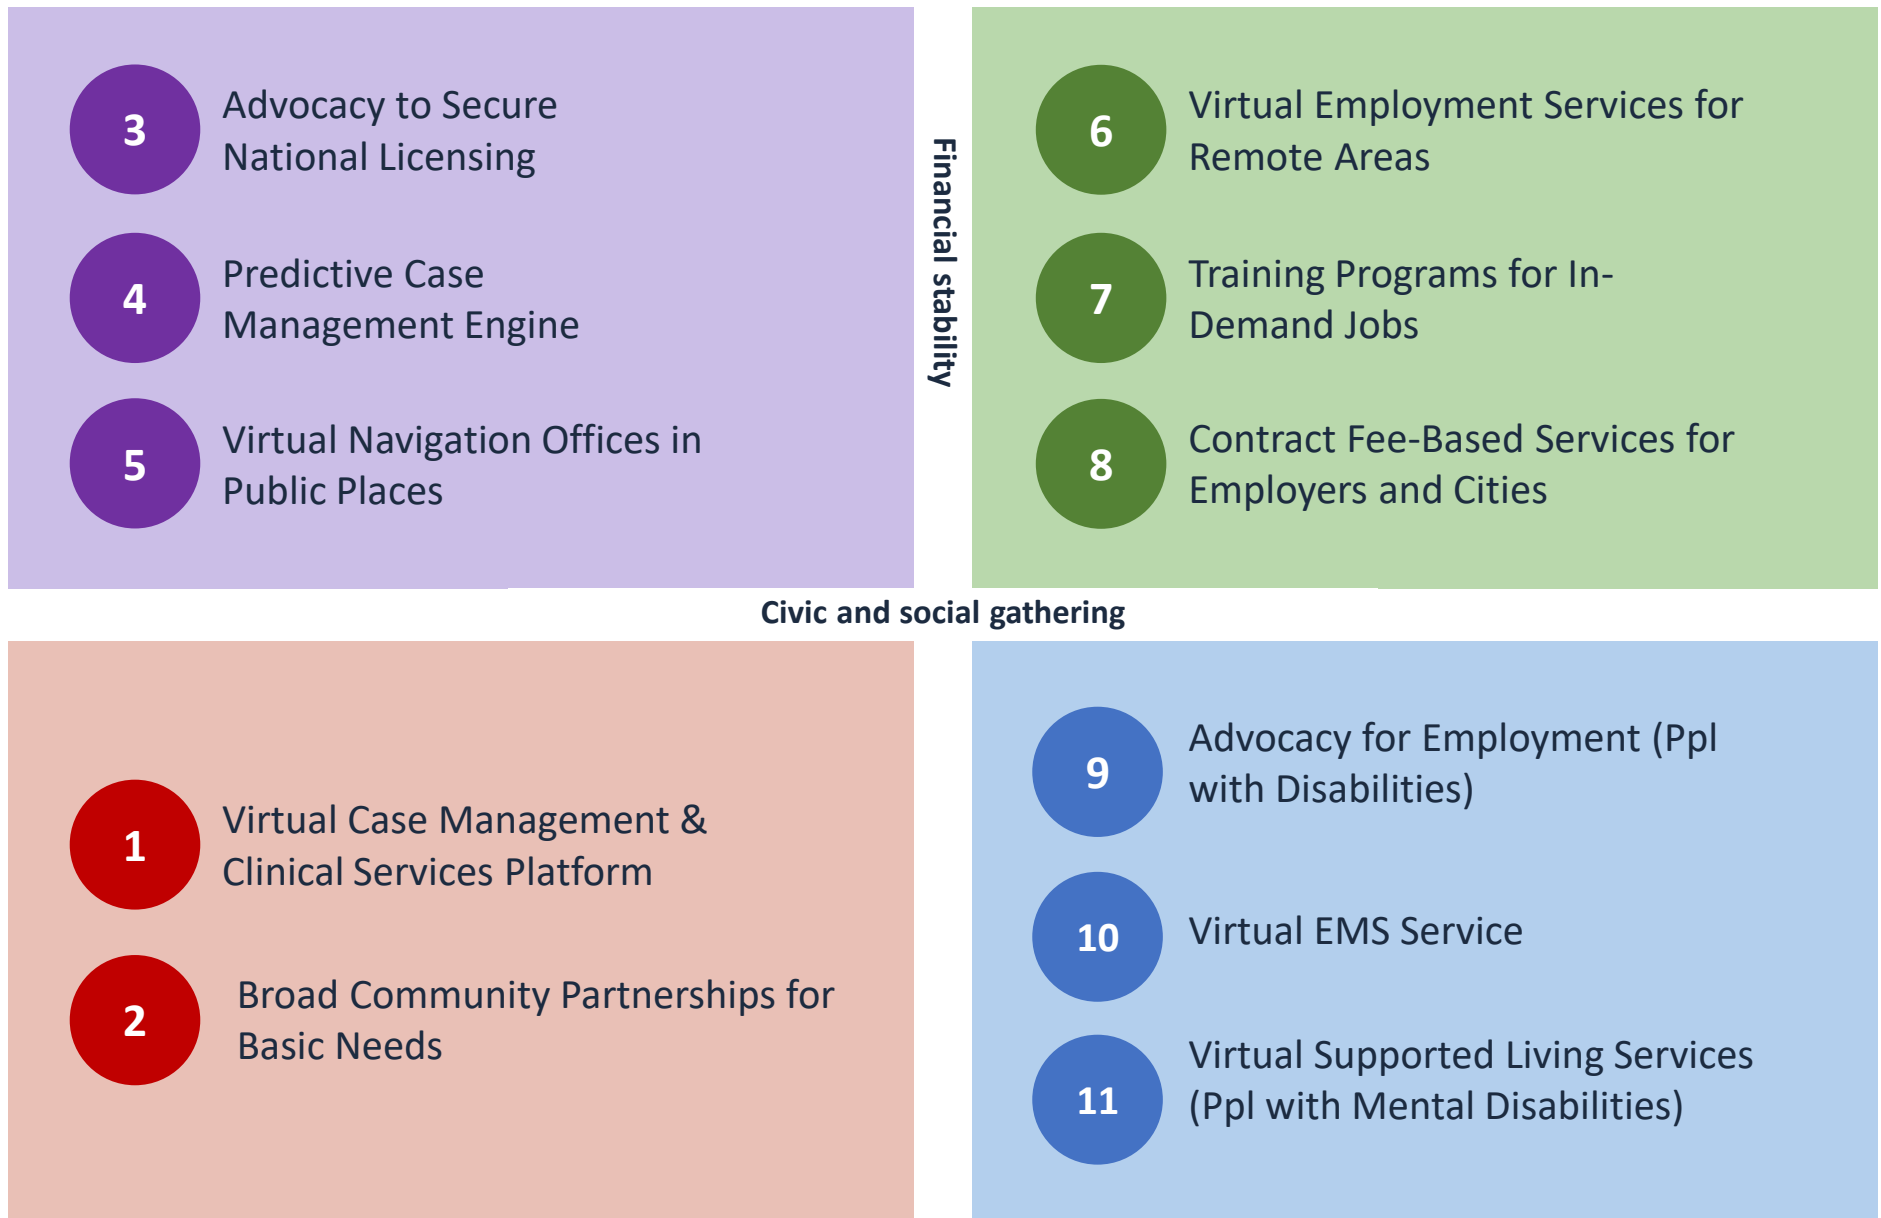 3
Advocacy to Secure
National Licensing
4
Predictive Case
Management Engine
5
Virtual Navigation Offices in
Public Places
Financial stability
6
Virtual Employment Services for
Remote Areas
7
Training Programs for In-
Demand Jobs
8
Contract Fee-Based Services for
Employers and Cities
Civic and social gathering
1
Virtual Case Management &
Clinical Services Platform
2
Broad Community Partnerships for
Basic Needs
9
Advocacy for Employment (Ppl
with Disabilities)
10
Virtual EMS Service
11
Virtual Supported Living Services
(Ppl with Mental Disabilities)